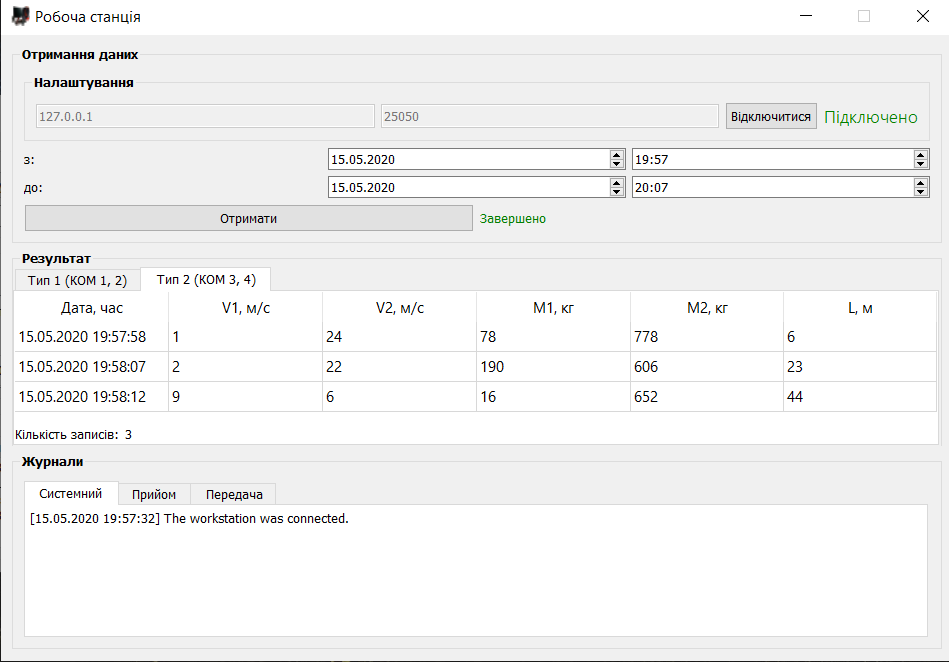 Робоча станція
Отримання даних
Налаштування
127.0.0.1 25050 Відключитися Підключено
з: 15.05.2020 19:57
до: 15.05.2020 20:07
Отримати Завершено
Результат
Тип 1 (КОМ 1, 2) Тип 2 (КОМ 3, 4)
Дата, час V1, м/с V2, м/с М1, кг М2, кг L, м
15.05.2020 19:57:58 1 24 78 778 6
15.05.2020 19:58:07 2 22 190 606 23
15.05.2020 19:58:12 9 6 16 652 44
Кількість записів: 3
Журнали
Системний Прийом Передача
[15.05.2020 19:57:32] The workstation was connected.